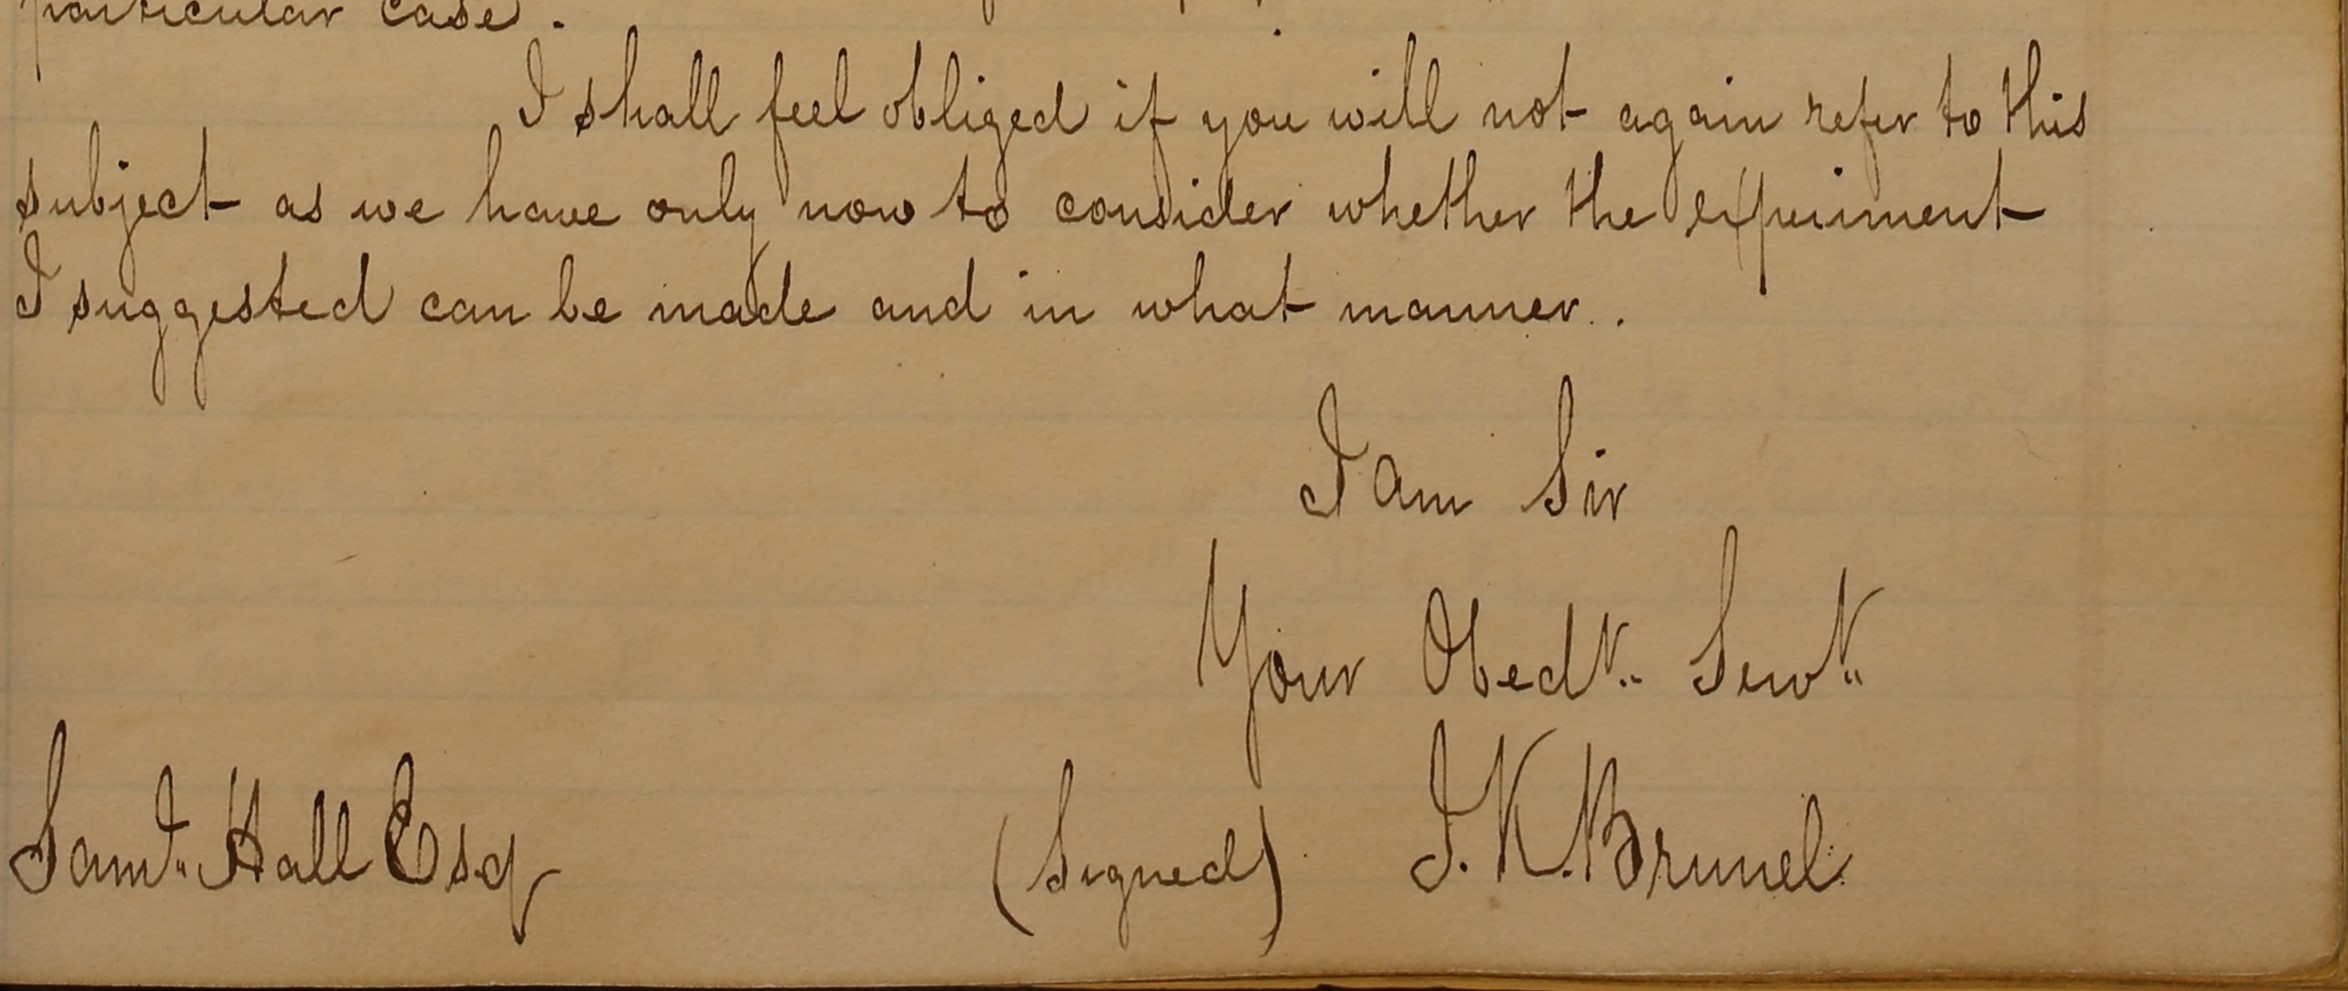 particular case.
I shall feel obliged if you will not again refer to this
subject as we have only now to consider whether the experiment
I suggested can be made and in what manner.
I am Sir
Your Obedt. Servt.
Saml. Hall Esq
(Signed) I. K. Brunel